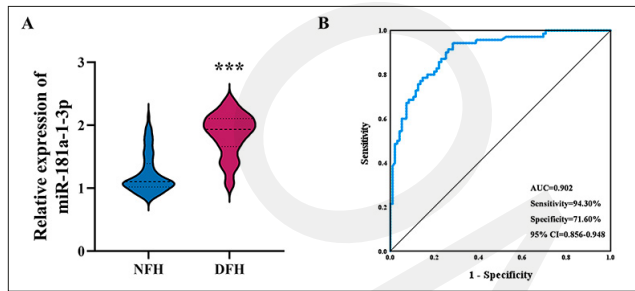 A
Relative expression of
miR-181a-1-3p
3
2
1
0
***
NFH
DFH
B
Sensitivity
1.0
0.8
0.6
0.4
0.2
0.0
AUC=0.902
Sensitivity=94.30%
Specificity=71.60%
95% CI=0.856-0.948
0.0 0.2 0.4 0.6 0.8 1.0
1 - Specificity